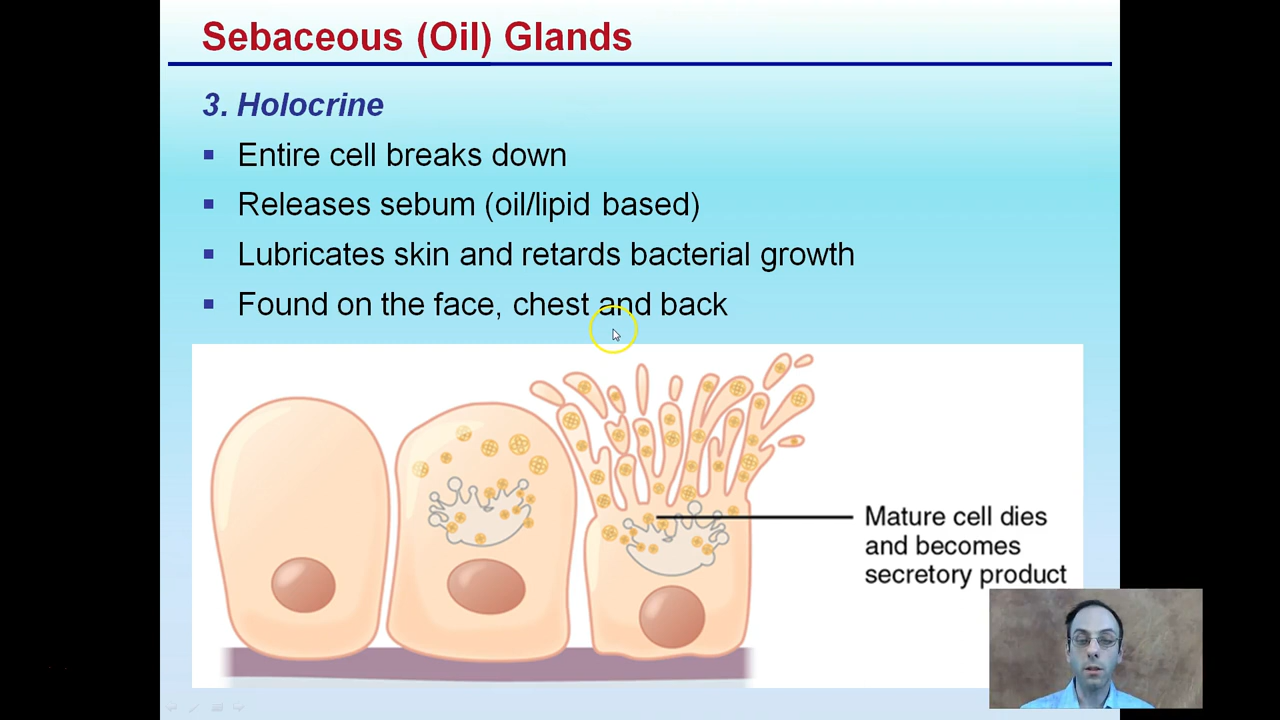 Sebaceous (Oil) Glands
3. Holocrine
Entire cell breaks down
Releases sebum (oil/lipid based)
Lubricates skin and retards bacterial growth
Found on the face, chest and back
Mature cell dies
and becomes
secretory product